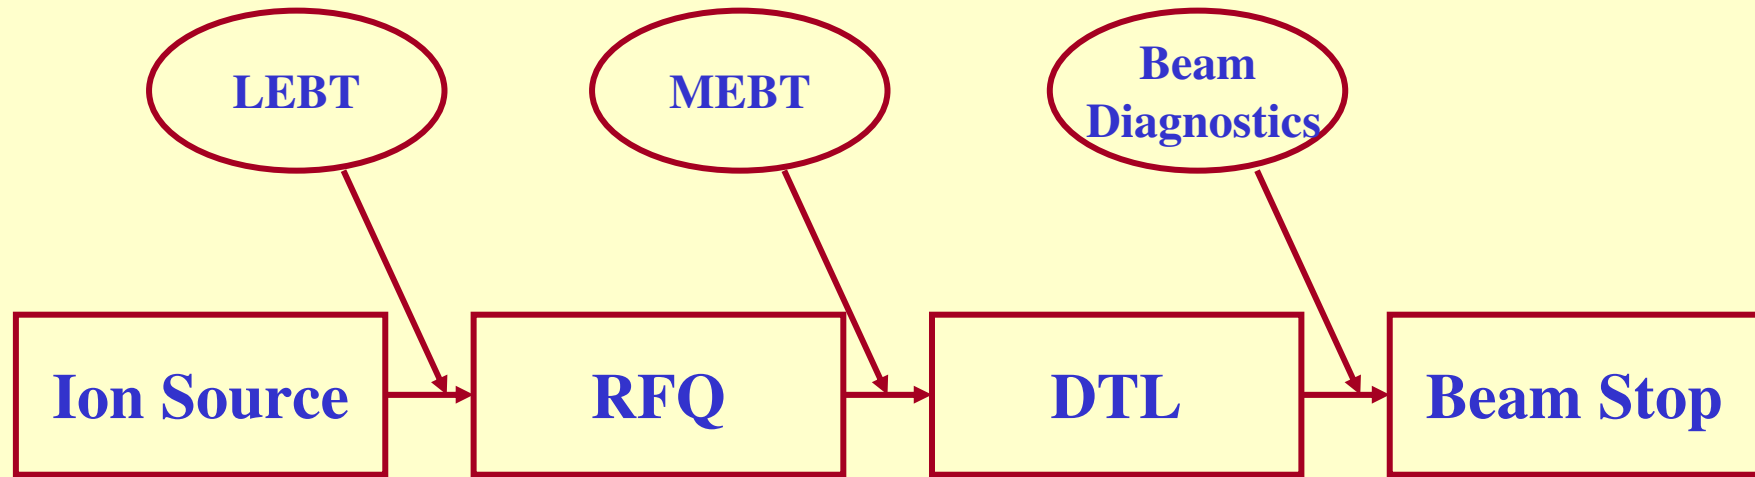 LEBT
MEBT
Beam
Diagnostics
Ion Source
RFQ
DTL
Beam Stop